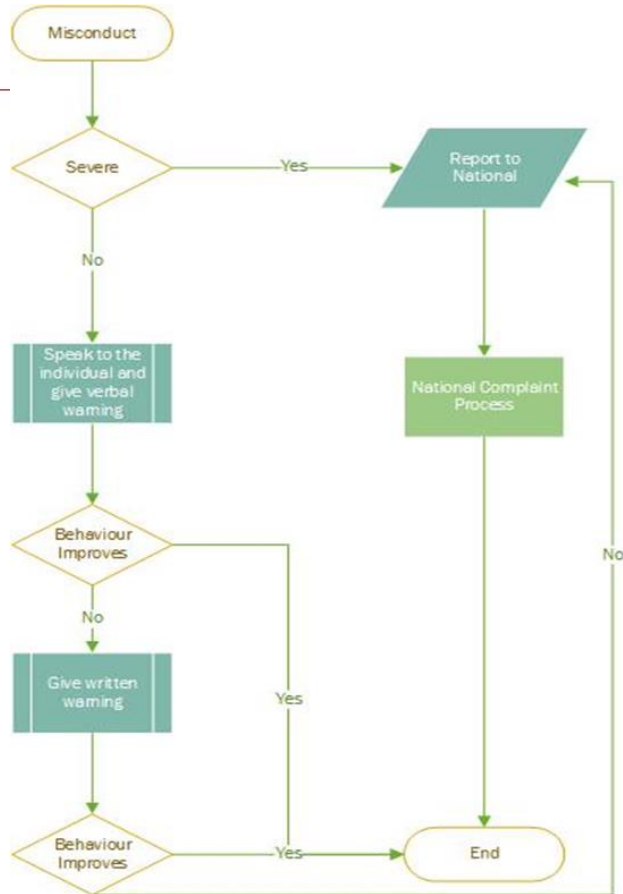 Misconduct
Severe
Yes
Report to
National
No
Speak to the
individual and
give verbal
warning
National Complaint
Process
Behaviour
Improves
No
No
Give written
warning
Yes
Behaviour
Improves
Yes
End